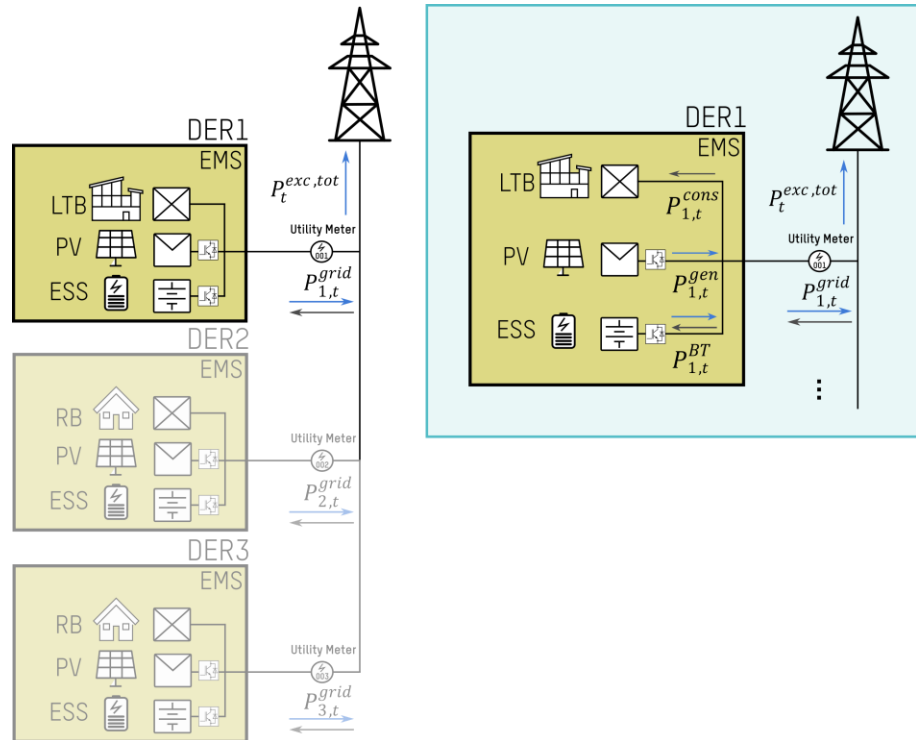 DER1
EMS
LTB
PV
ESS
P_t^{exc,tot}
Utility Meter
001
P_{1,t}^{grid}
DER2
EMS
RB
PV
ESS
Utility Meter
002
P_{2,t}^{grid}
DER3
EMS
RB
PV
ESS
Utility Meter
003
P_{3,t}^{grid}
DER1
EMS
LTB
P_{1,t}^{cons}
PV
P_{1,t}^{gen}
ESS
P_{1,t}^{BT}
P_t^{exc,tot}
Utility Meter
001
P_{1,t}^{grid}
⋮